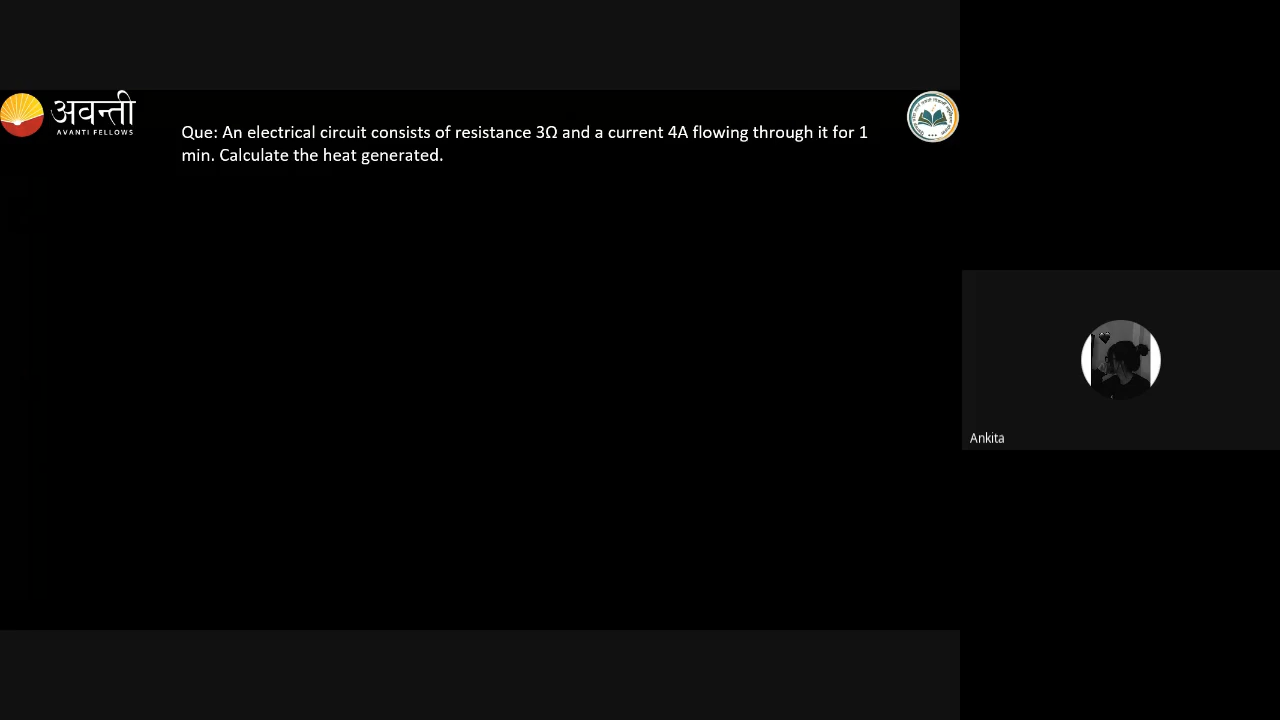 अवन्ती
AVANTI FELLOWS
Que: An electrical circuit consists of resistance 3Ω and a current 4A flowing through it for 1
min. Calculate the heat generated.
Ankita